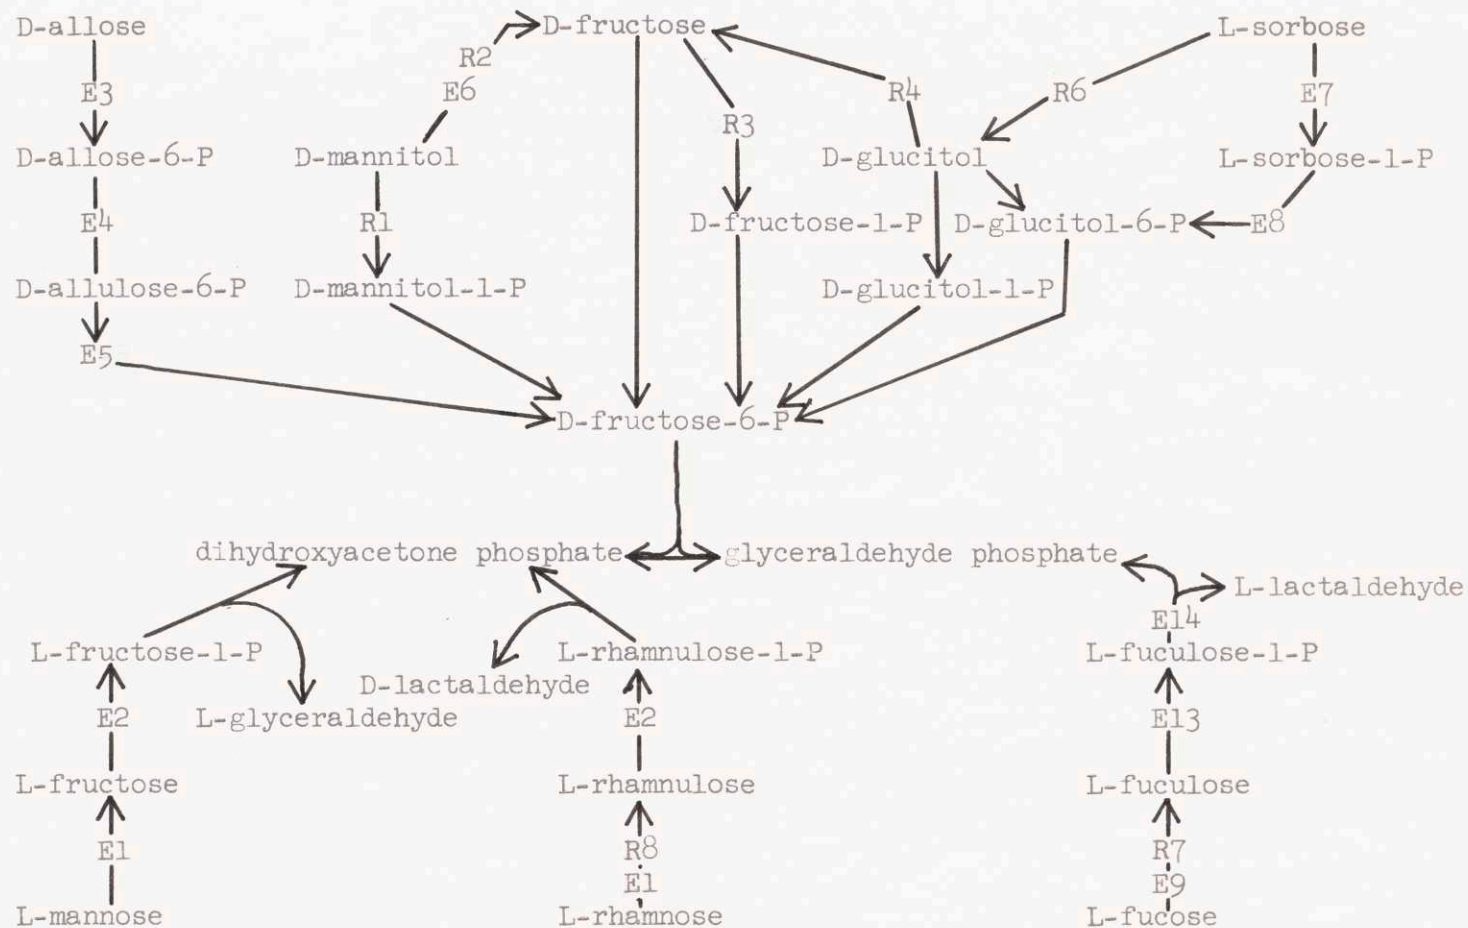 D-allose D-fructose L-sorbose
R2
E3 E6 R4 R6 E7
R3
D-allose-6-P D-mannitol D-glucitol L-sorbose-1-P
E4 R1 D-fructose-1-P D-glucitol-6-P E8
D-allulose-6-P D-mannitol-1-P D-glucitol-1-P
E5
D-fructose-6-P
dihydroxyacetone phosphate glyceraldehyde phosphate
L-lactaldehyde
E14
L-fructose-1-P L-rhamnulose-1-P L-fuculose-1-P
D-lactaldehyde
E2 L-glyceraldehyde E2 E13
L-fructose L-rhamnulose L-fuculose
E1 R8 R7
E1 E9
L-mannose L-rhamnose L-fucose